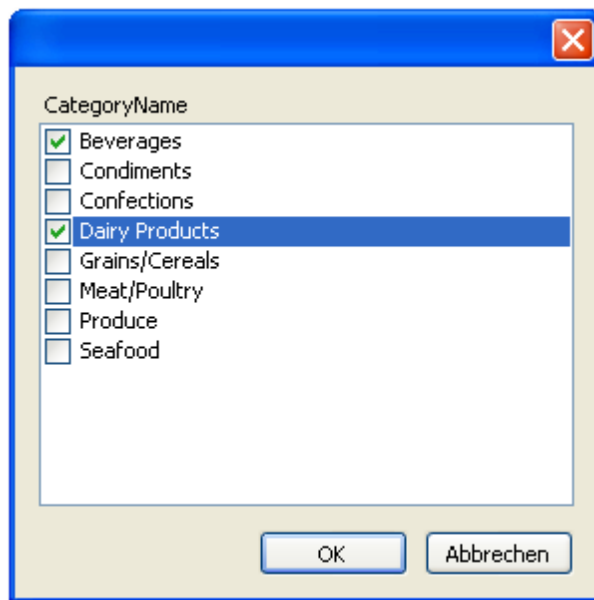 CategoryName
Beverages
Condiments
Confections
Dairy Products
Grains/Cereals
Meat/Poultry
Produce
Seafood
OK Abbrechen